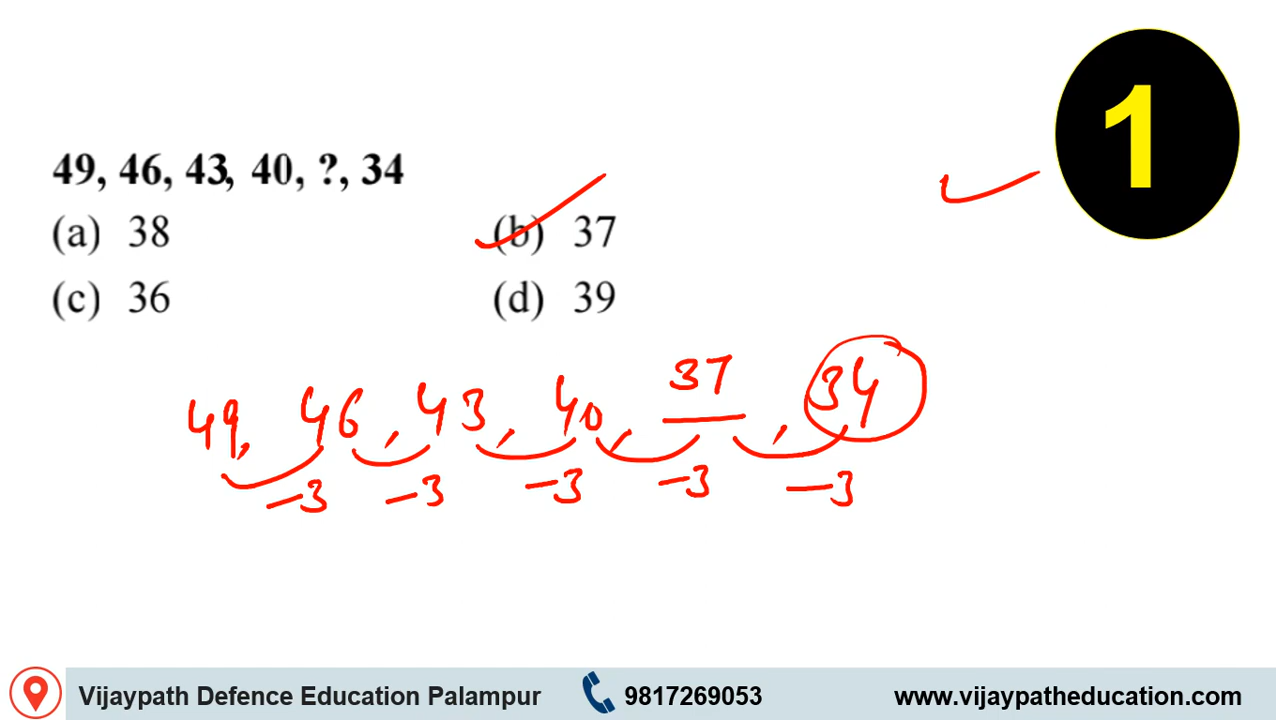 1
49, 46, 43, 40, ?, 34
(a) 38 (b) 37
(c) 36 (d) 39
49, 46, 43, 40, 37, 34
-3 -3 -3 -3 -3
Vijaypath Defence Education Palampur 9817269053 www.vijaypatheducation.com